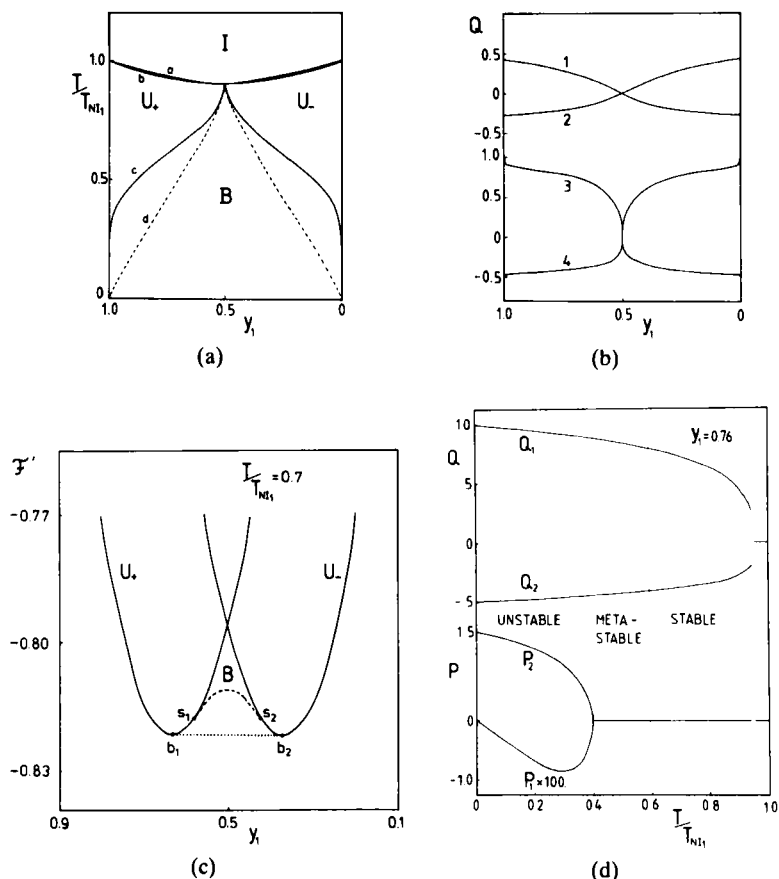 I
1.0
T/T_NI₁
b
a
U₊
U₋
c
0.5
d
B
0
1.0
0.5
0
y₁
(a)
Q
0.5
1
0
2
-0.5
1.0
3
0.5
0
4
-0.5
1.0
0.5
0
y₁
(b)
ℱ'
T/T_NI₁ = 0.7
-0.77
U₊
U₋
-0.80
B
s₁
s₂
b₁
b₂
-0.83
0.9
0.5
0.1
y₁
(c)
10
y₁=076
Q
Q₁
5
0
Q₂
-5
UNSTABLE
META-
STABLE
STABLE
1.5
P
P₂
0
-1.0
P₁×100.
0
0.2
0.4
0.6
0.8
1.0
T/T_NI₁
(d)